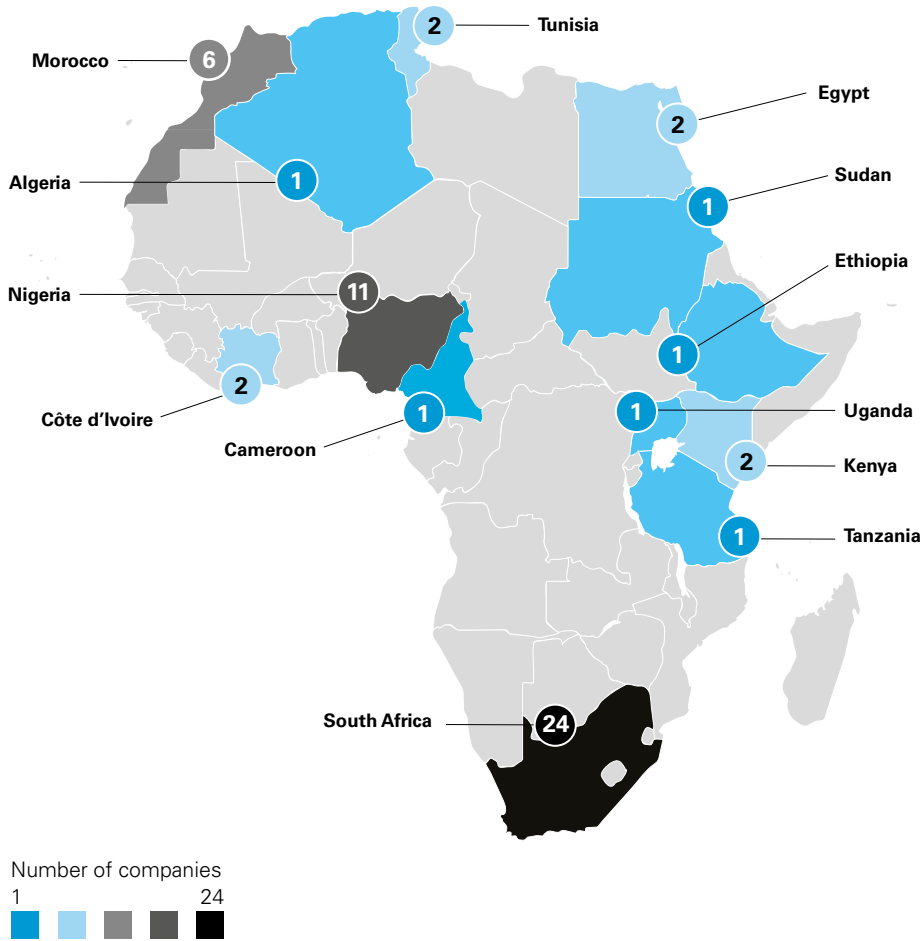 2
Tunisia
Morocco
6
Egypt
2
Algeria
1
Sudan
1
Nigeria
11
Ethiopia
1
Côte d'Ivoire
2
Cameroon
1
1
Uganda
2
Kenya
1
Tanzania
South Africa
24
Number of companies
1 24